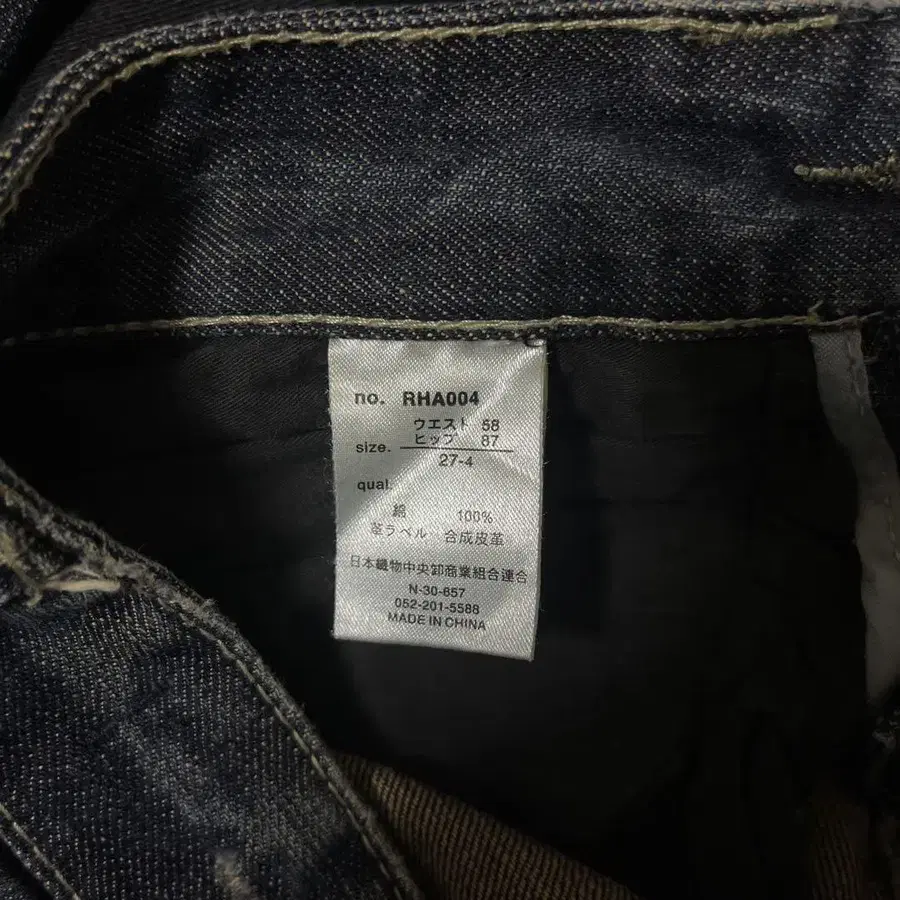 no. RHA004
ウエスト 58
size. ヒップ 87
27-4
qual.
綿 100%
革ラベル 合成皮革
日本織物中央卸商業組合連合
N-30-657
052-201-5588
MADE IN CHINA